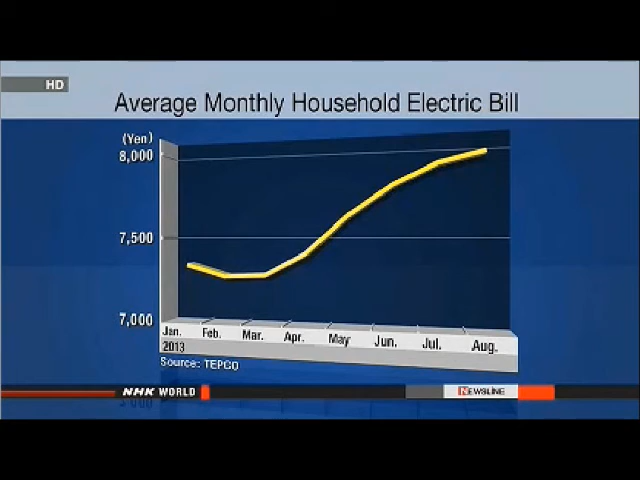 HD
Average Monthly Household Electric Bill
(Yen)
8,000
7,500
7,000
Jan. Feb. Mar. Apr. May Jun. Jul. Aug.
2013
Source: TEPCO
NHK WORLD
NEWSLINE